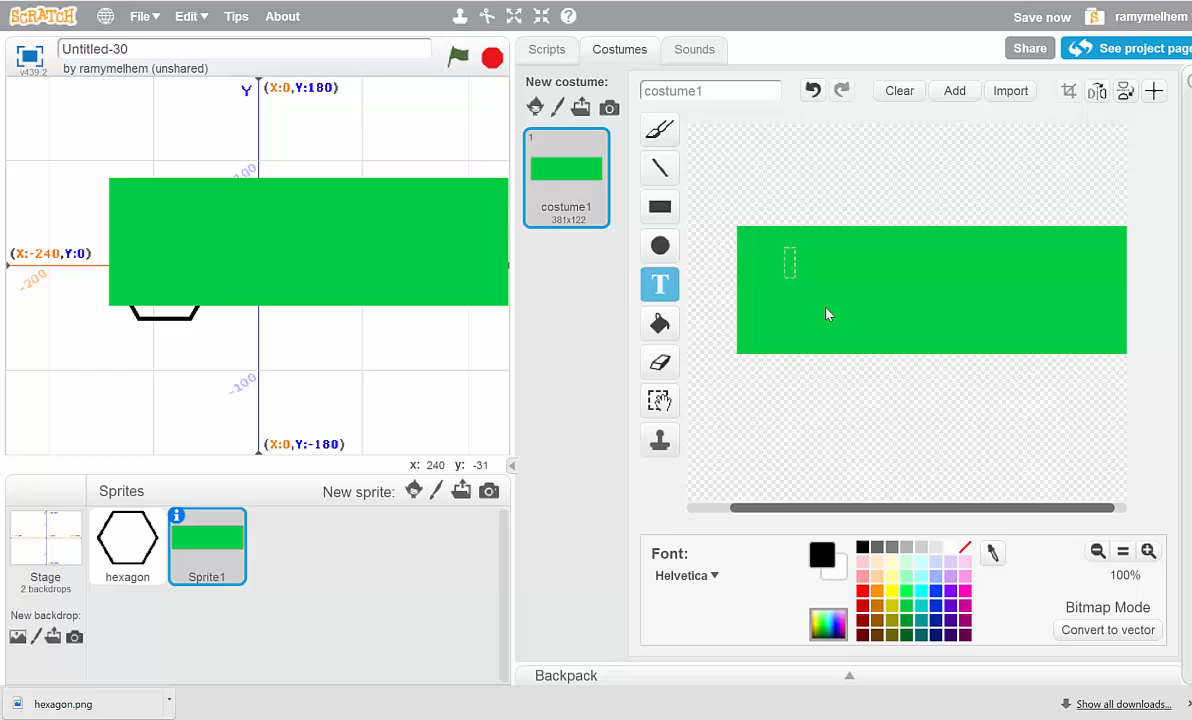 SCRATCH File▼ Edit▼ Tips About Save now ramymelhem
v439.2 Untitled-30
by ramymelhem (unshared)
Scripts Costumes Sounds Share See project page
Y (X:0,Y:180)
100
(X:-240,Y:0)
-200
-100
(X:0,Y:-180)
x: 240 y: -31
New costume:
1
costume1
381x122
costume1 Clear Add Import
T
Sprites New sprite:
Stage
2 backdrops
New backdrop:
hexagon
i
Sprite1
Font:
Helvetica▼
100%
Bitmap Mode
Convert to vector
Backpack
hexagon.png Show all downloads...